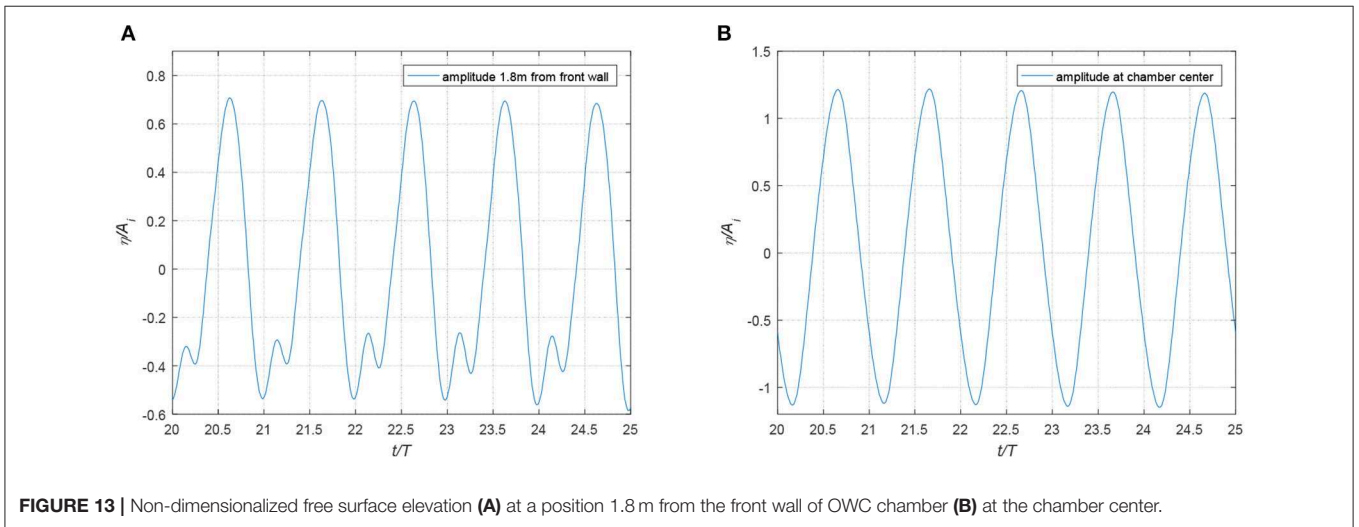 A
B
0.8
0.6
0.4
0.2
0
-0.2
-0.4
-0.6
η/A_i
amplitude 1.8m from front wall
20 20.5 21 21.5 22 22.5 23 23.5 24 24.5 25
t/T
1.5
1
0.5
0
-0.5
-1
η/A_i
amplitude at chamber center
20 20.5 21 21.5 22 22.5 23 23.5 24 24.5 25
t/T
FIGURE 13 | Non-dimensionalized free surface elevation (A) at a position 1.8 m from the front wall of OWC chamber (B) at the chamber center.